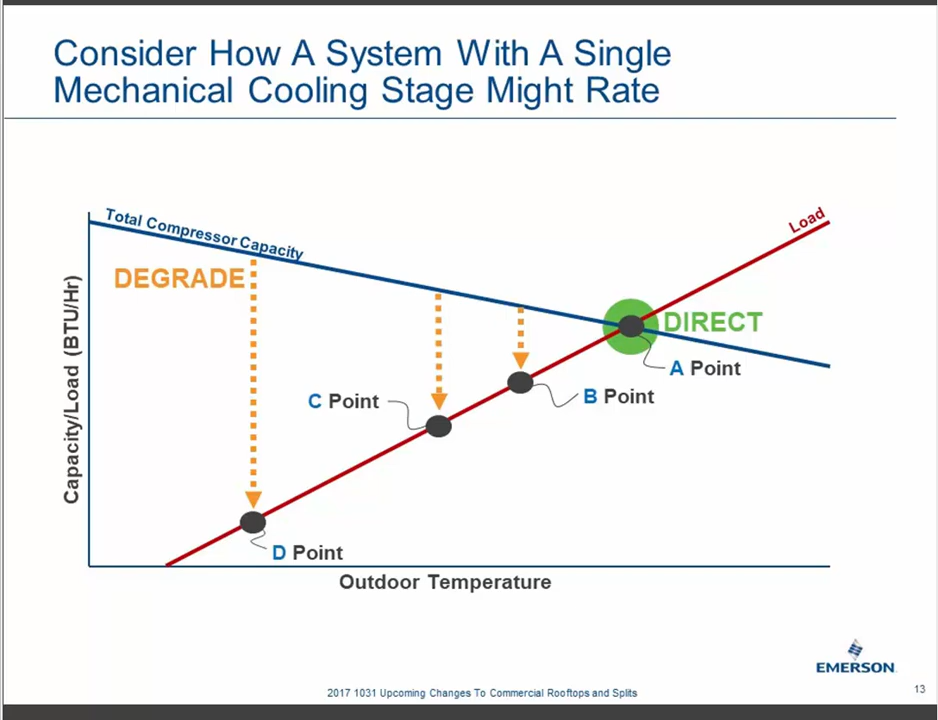 Consider How A System With A Single
Mechanical Cooling Stage Might Rate
Total Compressor Capacity
Load
DEGRADE
DIRECT
A Point
B Point
C Point
D Point
Capacity/Load (BTU/Hr)
Outdoor Temperature
EMERSON
2017 1031 Upcoming Changes To Commercial Rooftops and Splits
13